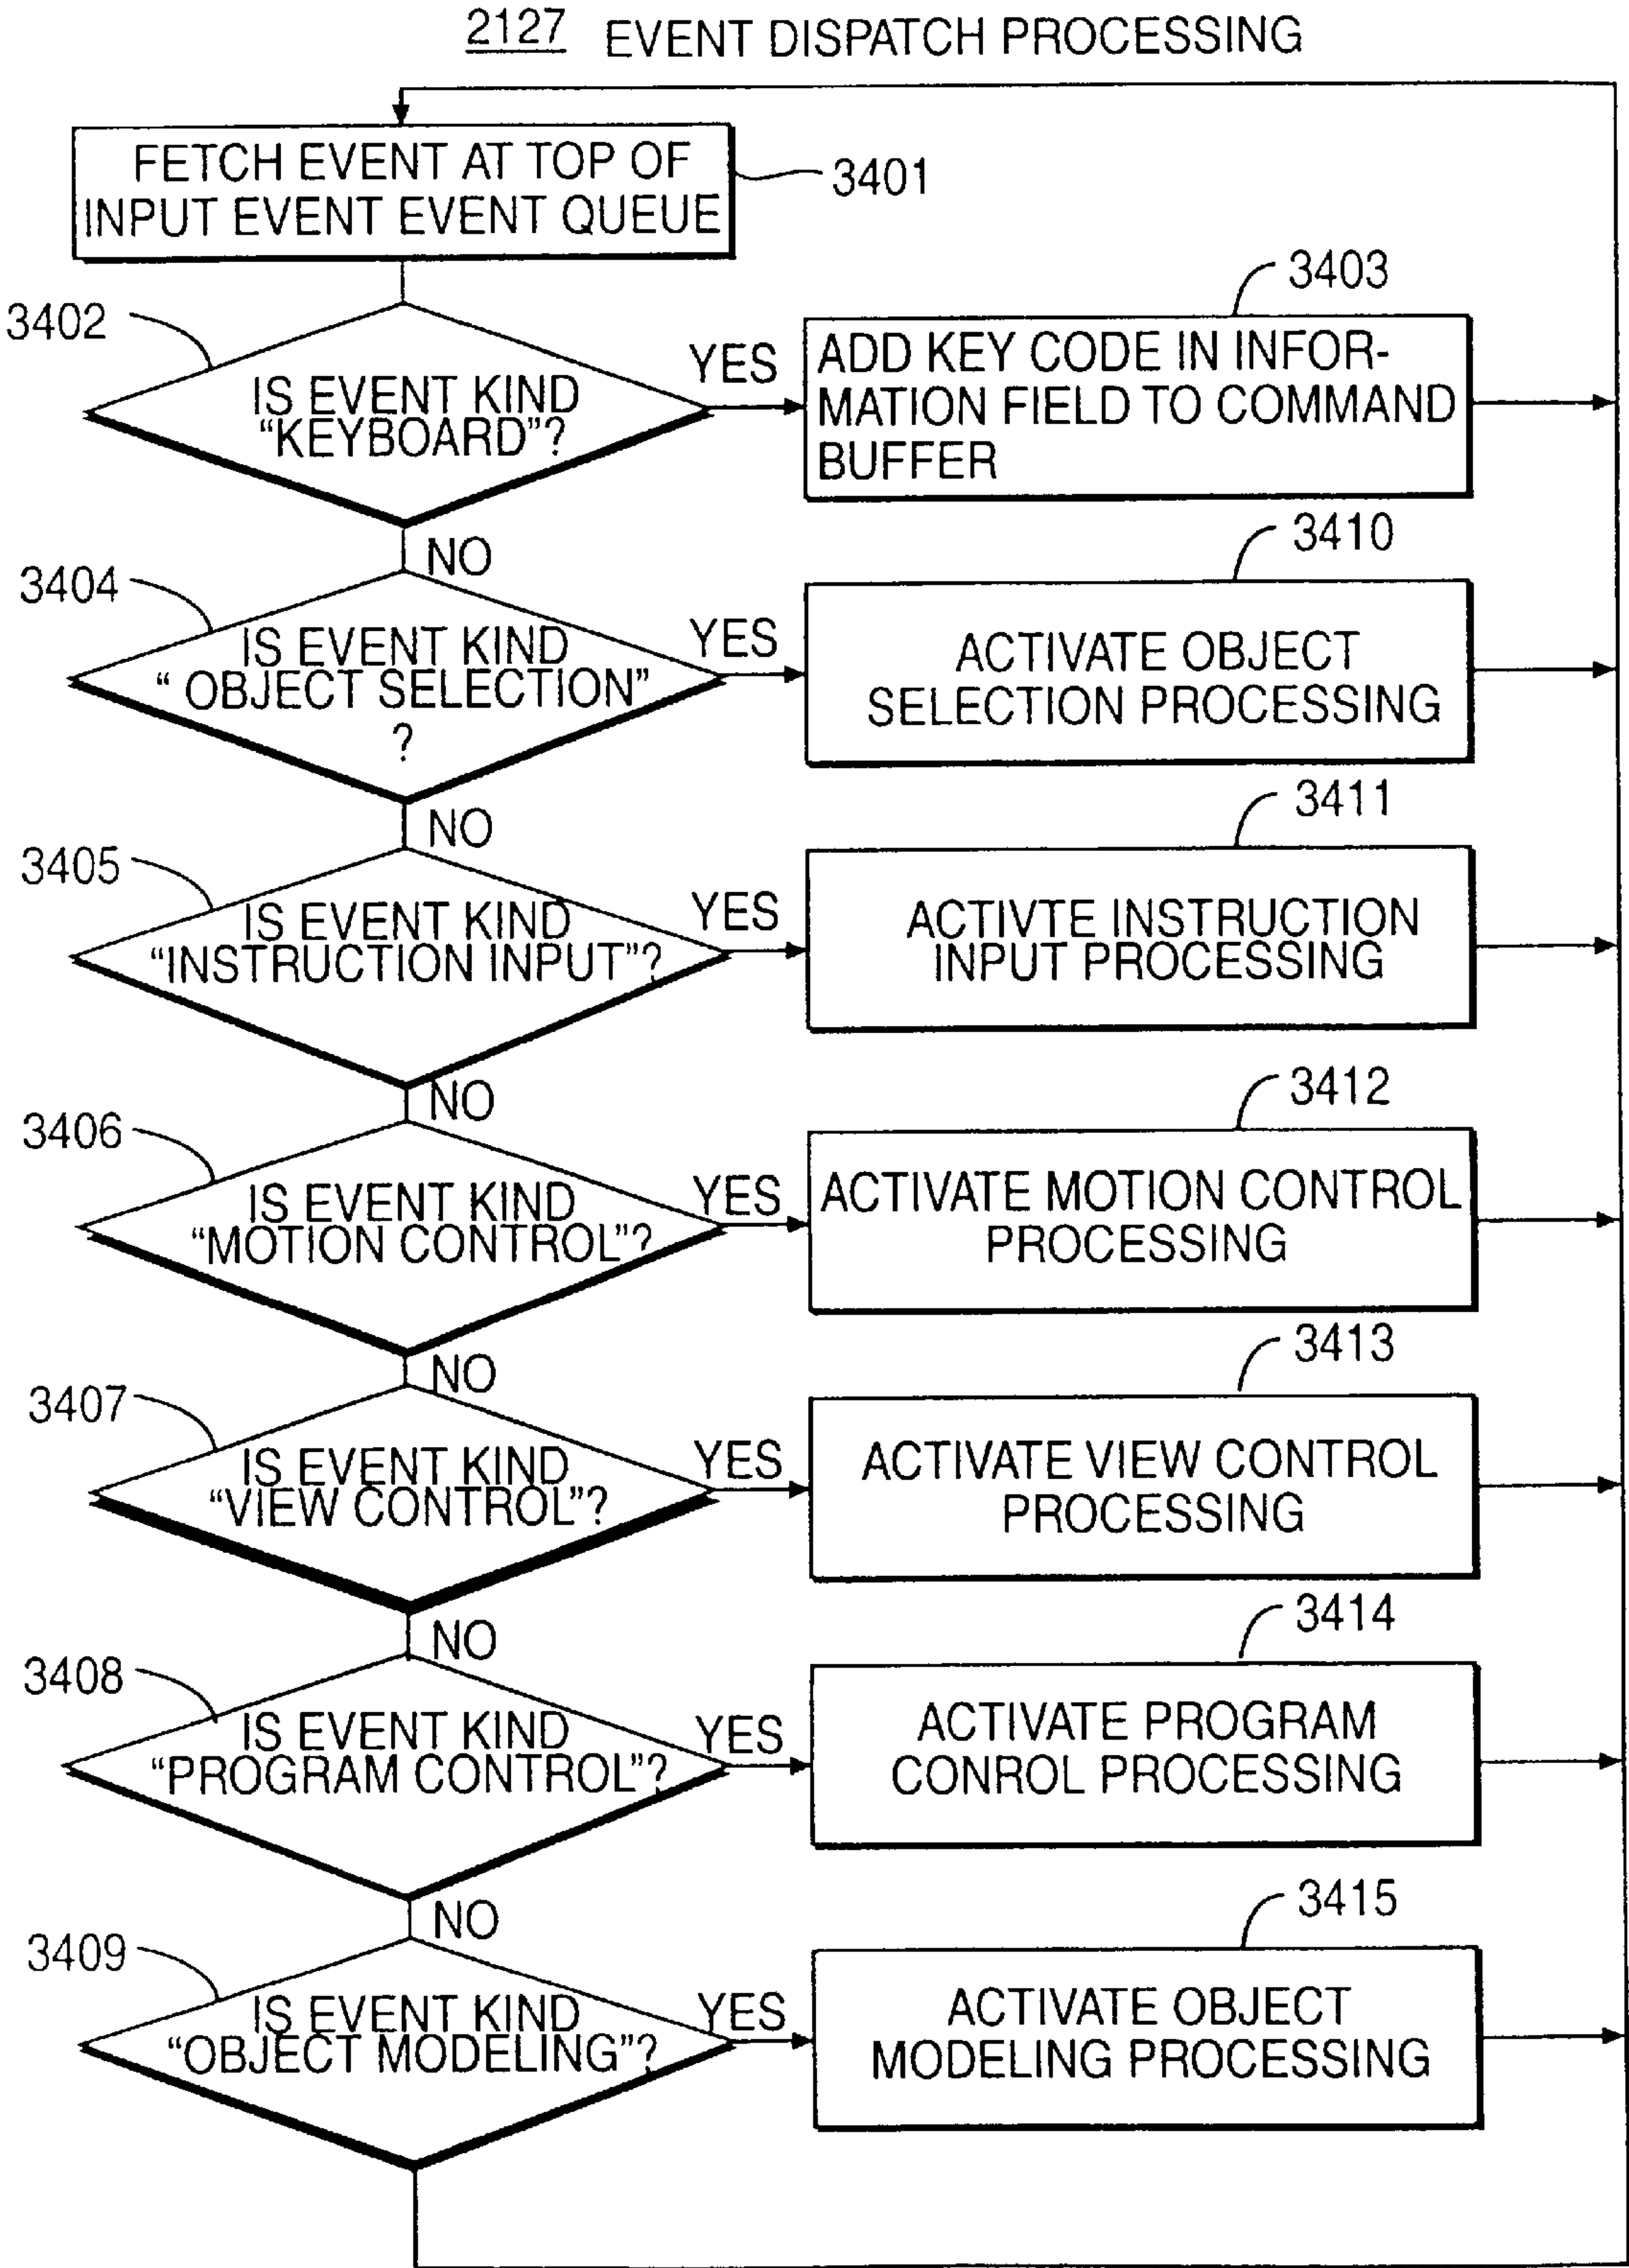 2127 EVENT DISPATCH PROCESSING
FETCH EVENT AT TOP OF
INPUT EVENT EVENT QUEUE
3401
3402
IS EVENT KIND
“KEYBOARD”?
YES
3403
ADD KEY CODE IN INFOR-
MATION FIELD TO COMMAND
BUFFER
NO
3404
IS EVENT KIND
“ OBJECT SELECTION”
?
YES
3410
ACTIVATE OBJECT
SELECTION PROCESSING
NO
3405
IS EVENT KIND
“INSTRUCTION INPUT”?
YES
3411
ACTIVTE INSTRUCTION
INPUT PROCESSING
NO
3406
IS EVENT KIND
“MOTION CONTROL”?
YES
3412
ACTIVATE MOTION CONTROL
PROCESSING
NO
3407
IS EVENT KIND
“VIEW CONTROL”?
YES
3413
ACTIVATE VIEW CONTROL
PROCESSING
NO
3408
IS EVENT KIND
“PROGRAM CONTROL”?
YES
3414
ACTIVATE PROGRAM
CONROL PROCESSING
NO
3409
IS EVENT KIND
“OBJECT MODELING”?
YES
3415
ACTIVATE OBJECT
MODELING PROCESSING